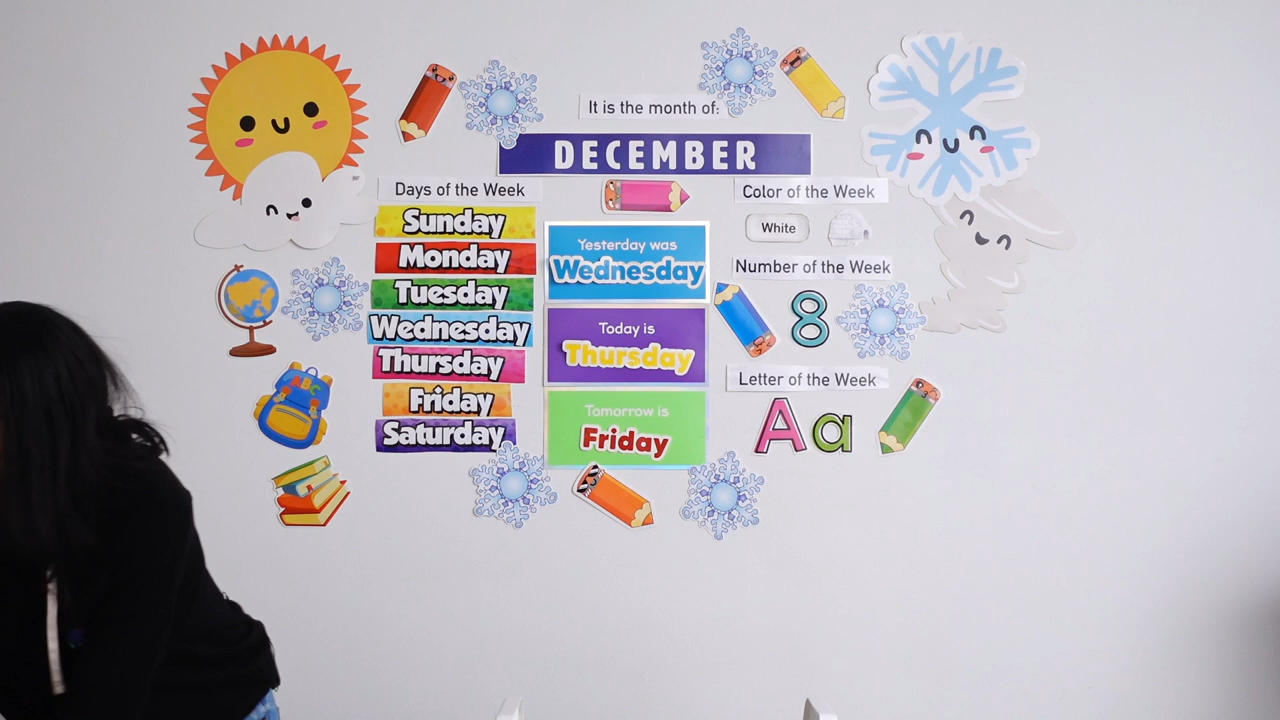 It is the month of:
DECEMBER
Days of the Week
Sunday
Monday
Tuesday
Wednesday
Thursday
Friday
Saturday
Yesterday was
Wednesday
Today is
Thursday
Tomorrow is
Friday
Color of the Week
White
Number of the Week
8
Letter of the Week
Aa
ABC